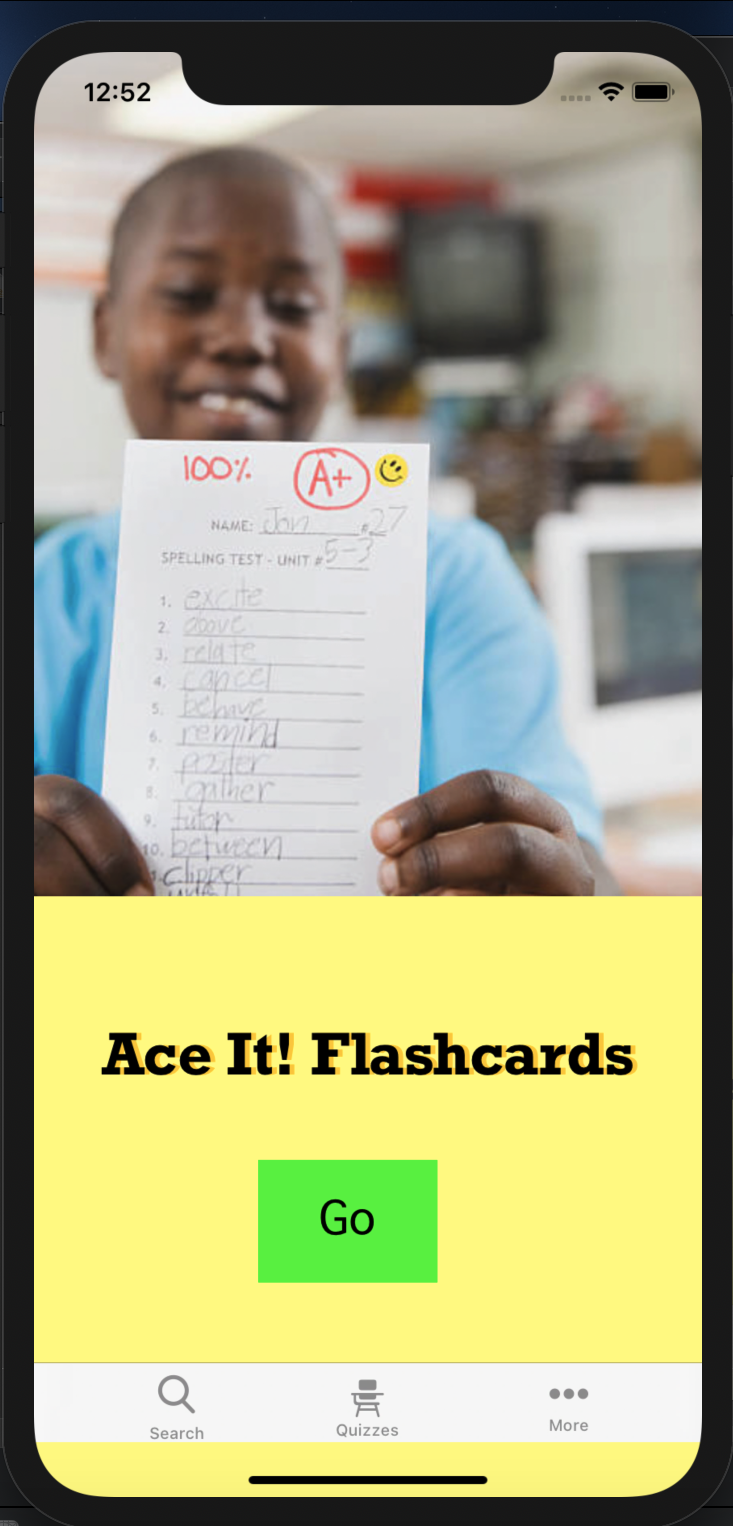 12:52
100% A+
NAME: Jon #27
SPELLING TEST - UNIT # 5-3
1. excite
2. above
3. relate
4. cancel
5. behave
6. remind
7. poster
8. gather
9. tutor
10. between
clipper
Ace It! Flashcards
Go
Search Quizzes More